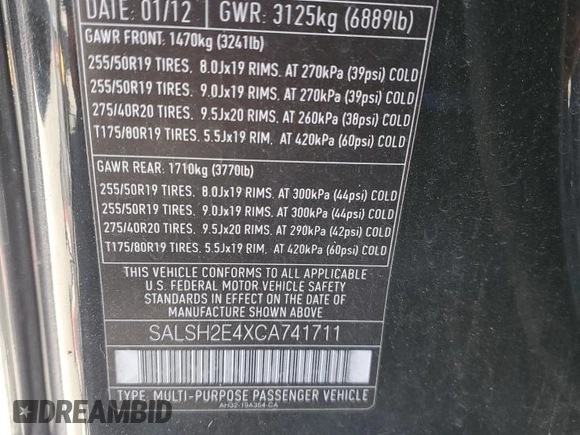 DATE: 01/12 GWR: 3125kg (6889lb)
GAWR FRONT: 1470kg (3241lb)
255/50R19 TIRES. 8.0Jx19 RIMS. AT 270kPa (39psi) COLD
255/50R19 TIRES. 9.0Jx19 RIMS. AT 270kPa (39psi) COLD
275/40R20 TIRES. 9.5Jx20 RIMS. AT 260kPa (38psi) COLD
T175/80R19 TIRES. 5.5Jx19 RIM. AT 420kPa (60psi) COLD
GAWR REAR: 1710kg (3770lb)
255/50R19 TIRES. 8.0Jx19 RIMS. AT 300kPa (44psi) COLD
255/50R19 TIRES. 9.0Jx19 RIMS. AT 300kPa (44psi) COLD
275/40R20 TIRES. 9.5Jx20 RIMS. AT 290kPa (42psi) COLD
T175/80R19 TIRES. 5.5Jx19 RIM. AT 420kPa (60psi) COLD
THIS VEHICLE CONFORMS TO ALL APPLICABLE
U.S. FEDERAL MOTOR VEHICLE SAFETY
STANDARDS IN EFFECT ON THE DATE OF
MANUFACTURE SHOWN ABOVE.
SALSH2E4XCA741711
TYPE: MULTI-PURPOSE PASSENGER VEHICLE
AH32-15A364-CA
DEALER'S CLUB